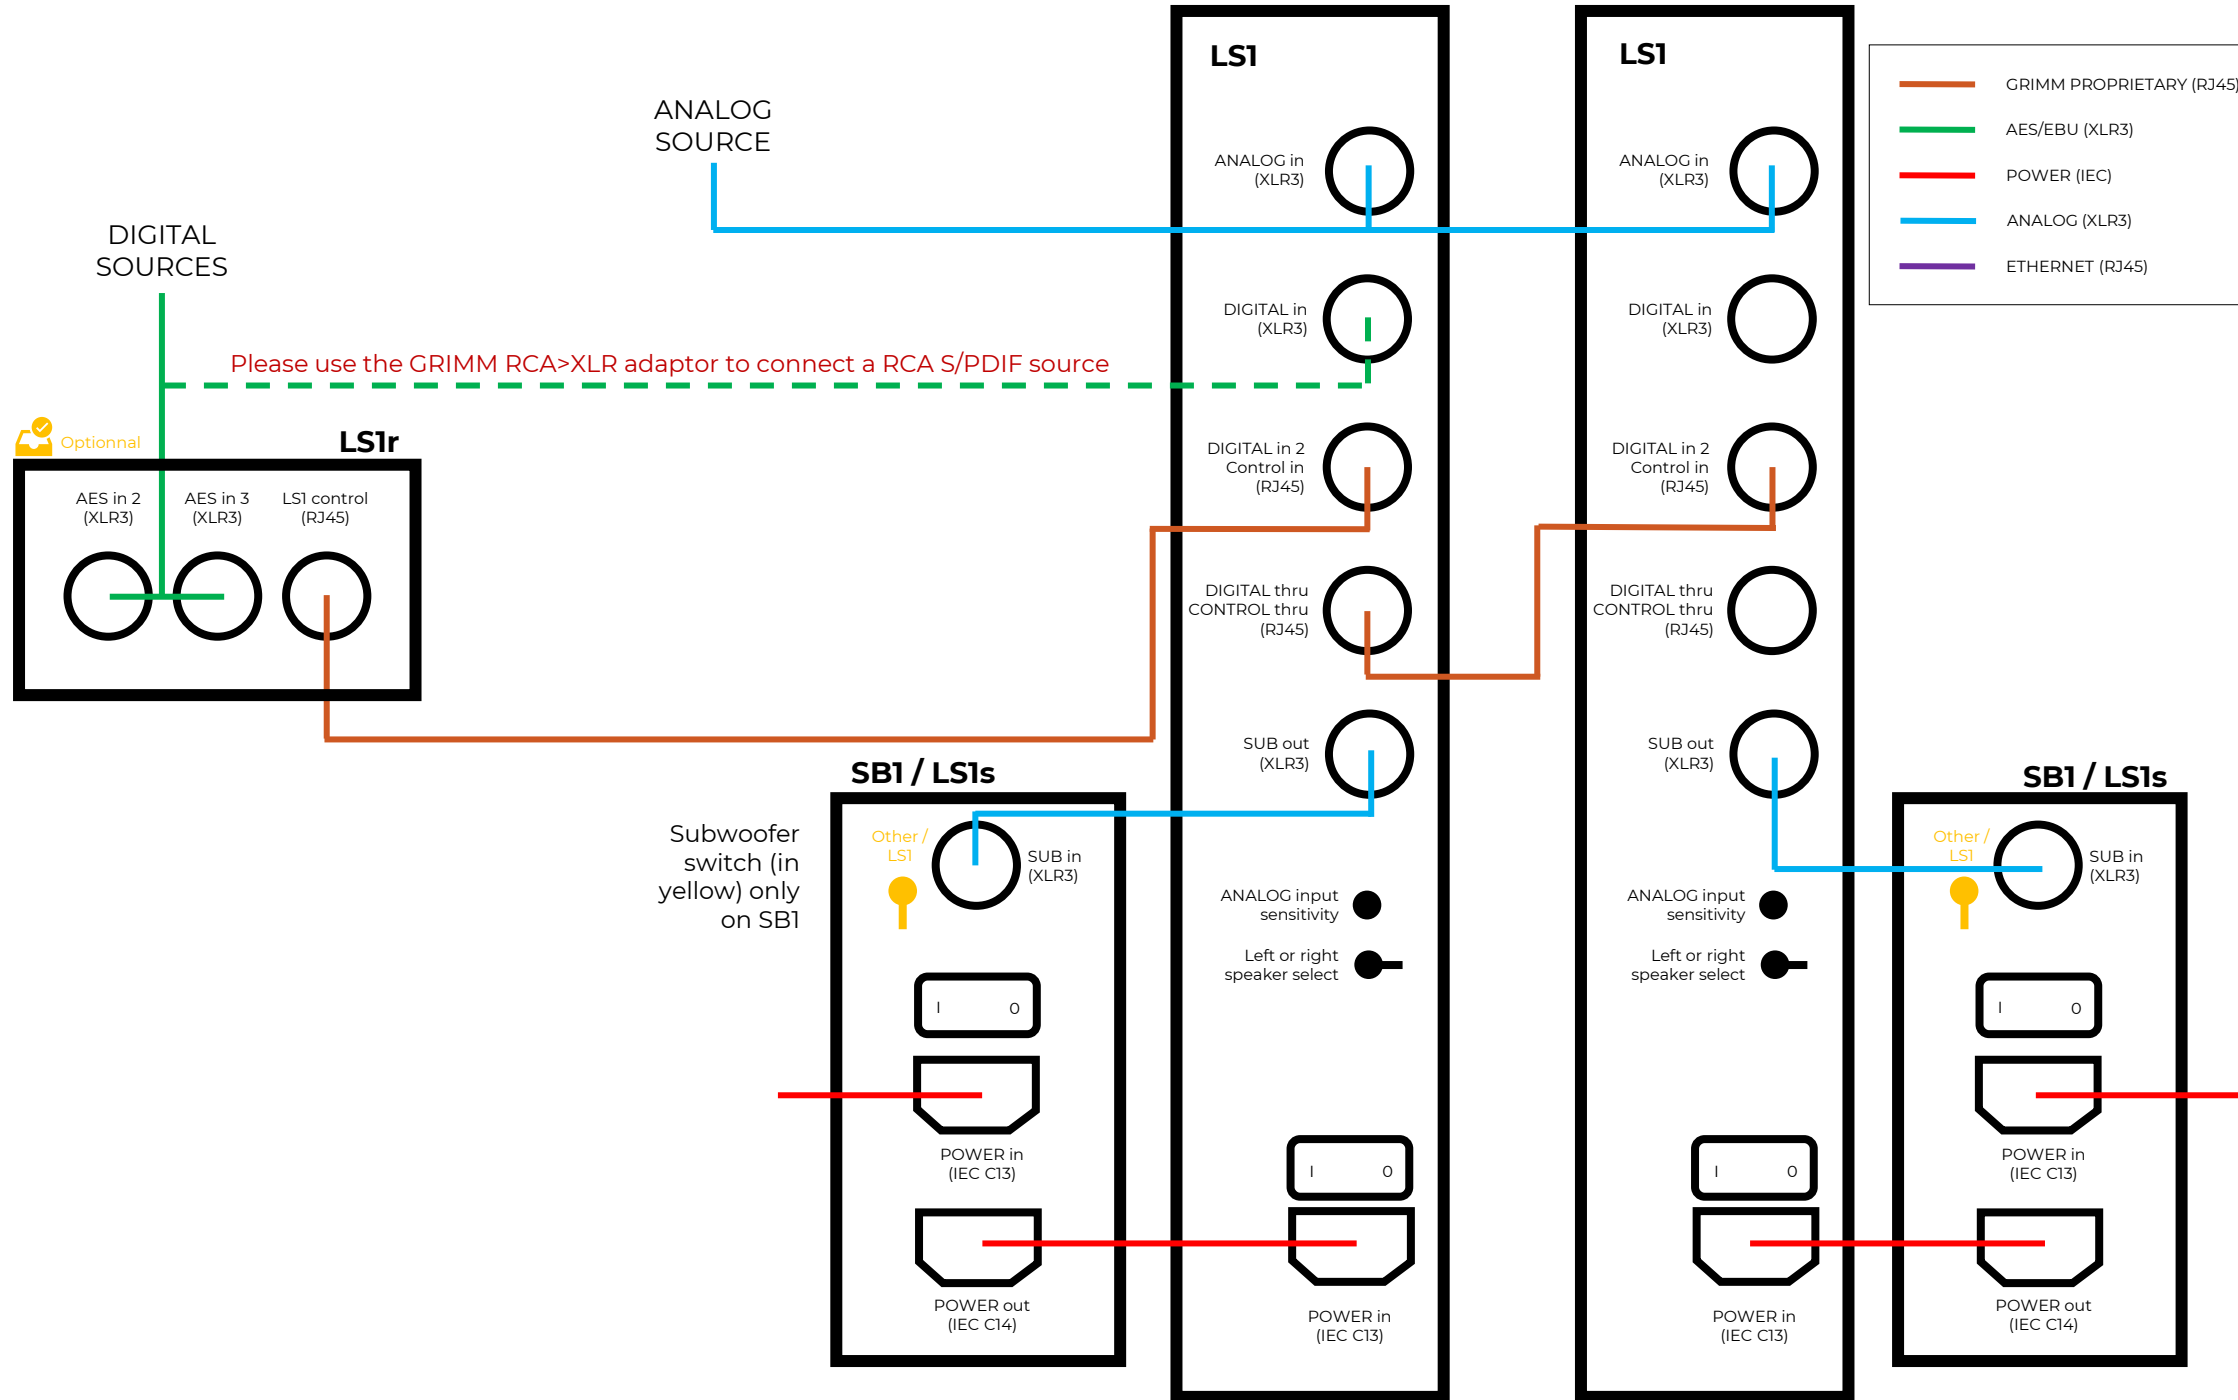 LS1
LS1
GRIMM PROPRIETARY (RJ45)
AES/EBU (XLR3)
POWER (IEC)
ANALOG (XLR3)
ETHERNET (RJ45)
ANALOG
SOURCE
ANALOG in
(XLR3)
ANALOG in
(XLR3)
DIGITAL
SOURCES
DIGITAL in
(XLR3)
DIGITAL in
(XLR3)
Please use the GRIMM RCA>XLR adaptor to connect a RCA S/PDIF source
Optionnal
LS1r
AES in 2
(XLR3)
AES in 3
(XLR3)
LS1 control
(RJ45)
DIGITAL in 2
Control in
(RJ45)
DIGITAL in 2
Control in
(RJ45)
DIGITAL thru
CONTROL thru
(RJ45)
DIGITAL thru
CONTROL thru
(RJ45)
SUB out
(XLR3)
SUB out
(XLR3)
SB1 / LS1s
SB1 / LS1s
Subwoofer
switch (in
yellow) only
on SB1
Other /
LS1
SUB in
(XLR3)
Other /
LS1
SUB in
(XLR3)
ANALOG input
sensitivity
ANALOG input
sensitivity
Left or right
speaker select
Left or right
speaker select
I 0
I 0
POWER in
(IEC C13)
POWER in
(IEC C13)
I 0
I 0
POWER out
(IEC C14)
POWER in
(IEC C13)
POWER in
(IEC C13)
POWER out
(IEC C14)